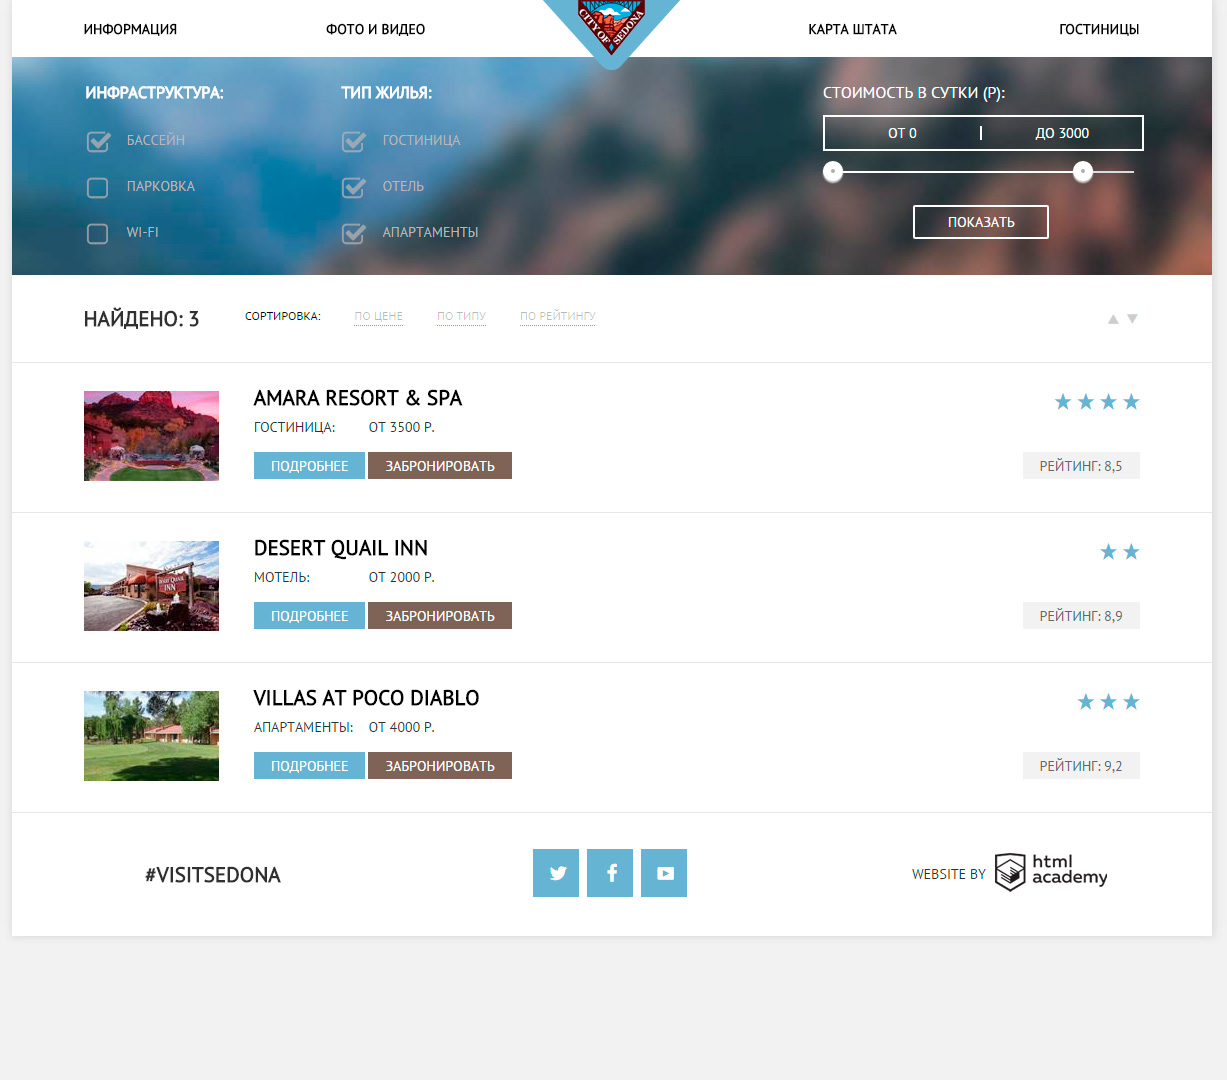 ИНФОРМАЦИЯ
ФОТО И ВИДЕО
CITY OF SEDONA
КАРТА ШТАТА
ГОСТИНИЦЫ
ИНФРАСТРУКТУРА:
БАССЕЙН
ПАРКОВКА
WI-FI
ТИП ЖИЛЬЯ:
ГОСТИНИЦА
ОТЕЛЬ
АПАРТАМЕНТЫ
СТОИМОСТЬ В СУТКИ (Р):
ОТ 0
ДО 3000
ПОКАЗАТЬ
НАЙДЕНО: 3
СОРТИРОВКА:
ПО ЦЕНЕ
ПО ТИПУ
ПО РЕЙТИНГУ
AMARA RESORT & SPA
ГОСТИНИЦА: ОТ 3500 Р.
ПОДРОБНЕЕ
ЗАБРОНИРОВАТЬ
РЕЙТИНГ: 8,5
DESERT QUAIL INN
DESERT QUAIL
INN
МОТЕЛЬ: ОТ 2000 Р.
ПОДРОБНЕЕ
ЗАБРОНИРОВАТЬ
РЕЙТИНГ: 8,9
VILLAS AT POCO DIABLO
АПАРТАМЕНТЫ: ОТ 4000 Р.
ПОДРОБНЕЕ
ЗАБРОНИРОВАТЬ
РЕЙТИНГ: 9,2
#VISITSEDONA
WEBSITE BY
html
academy